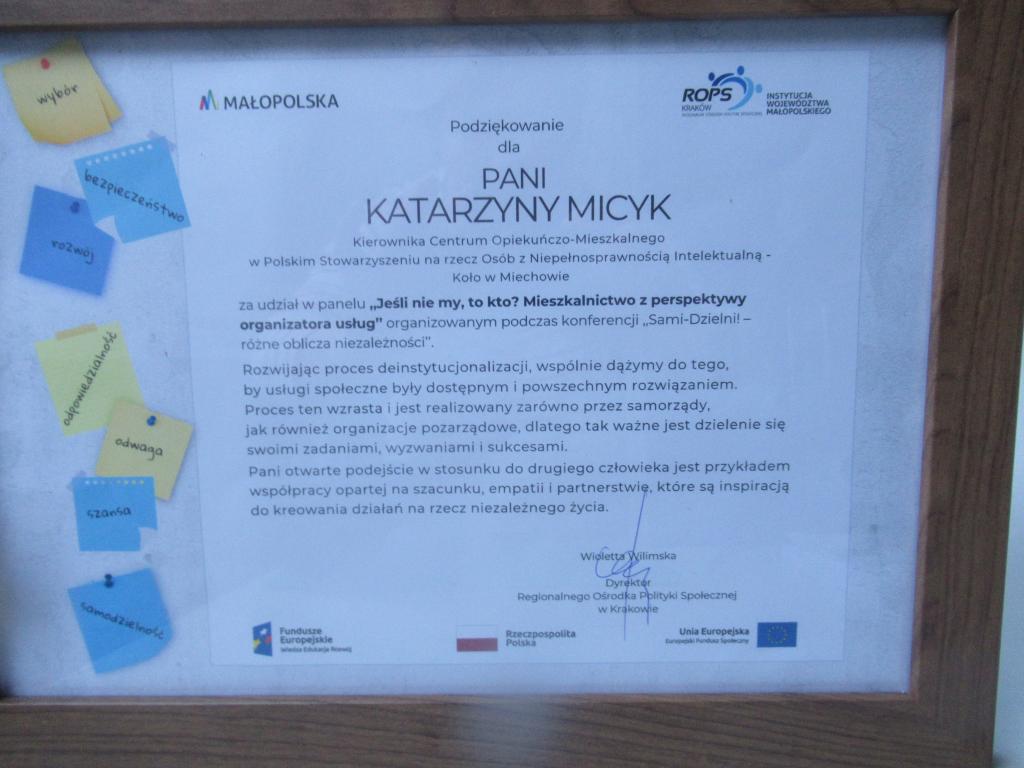 wybór
bezpieczeństwo
rozwój
odpowiedzialność
odwaga
szansa
samodzielność
MAŁOPOLSKA
ROPS
KRAKÓW
INSTYTUCJA
WOJEWÓDZTWA
MAŁOPOLSKIEGO
Podziękowanie
dla
PANI
KATARZYNY MICYK
Kierownika Centrum Opiekuńczo-Mieszkalnego
w Polskim Stowarzyszeniu na rzecz Osób z Niepełnosprawnością Intelektualną -
Koło w Miechowie
za udział w panelu „Jeśli nie my, to kto? Mieszkalnictwo z perspektywy
organizatora usług” organizowanym podczas konferencji „Sami-Dzielni! –
różne oblicza niezależności”.
Rozwijając proces deinstytucjonalizacji, wspólnie dążymy do tego,
by usługi społeczne były dostępnym i powszechnym rozwiązaniem.
Proces ten wzrasta i jest realizowany zarówno przez samorządy,
jak również organizacje pozarządowe, dlatego tak ważne jest dzielenie się
swoimi zadaniami, wyzwaniami i sukcesami.
Pani otwarte podejście w stosunku do drugiego człowieka jest przykładem
współpracy opartej na szacunku, empatii i partnerstwie, które są inspiracją
do kreowania działań na rzecz niezależnego życia.
Wioletta Wilimska
Dyrektor
Regionalnego Ośrodka Polityki Społecznej
w Krakowie
Fundusze
Europejskie
Wiedza Edukacja Rozwój
Rzeczpospolita
Polska
Unia Europejska
Europejski Fundusz Społeczny